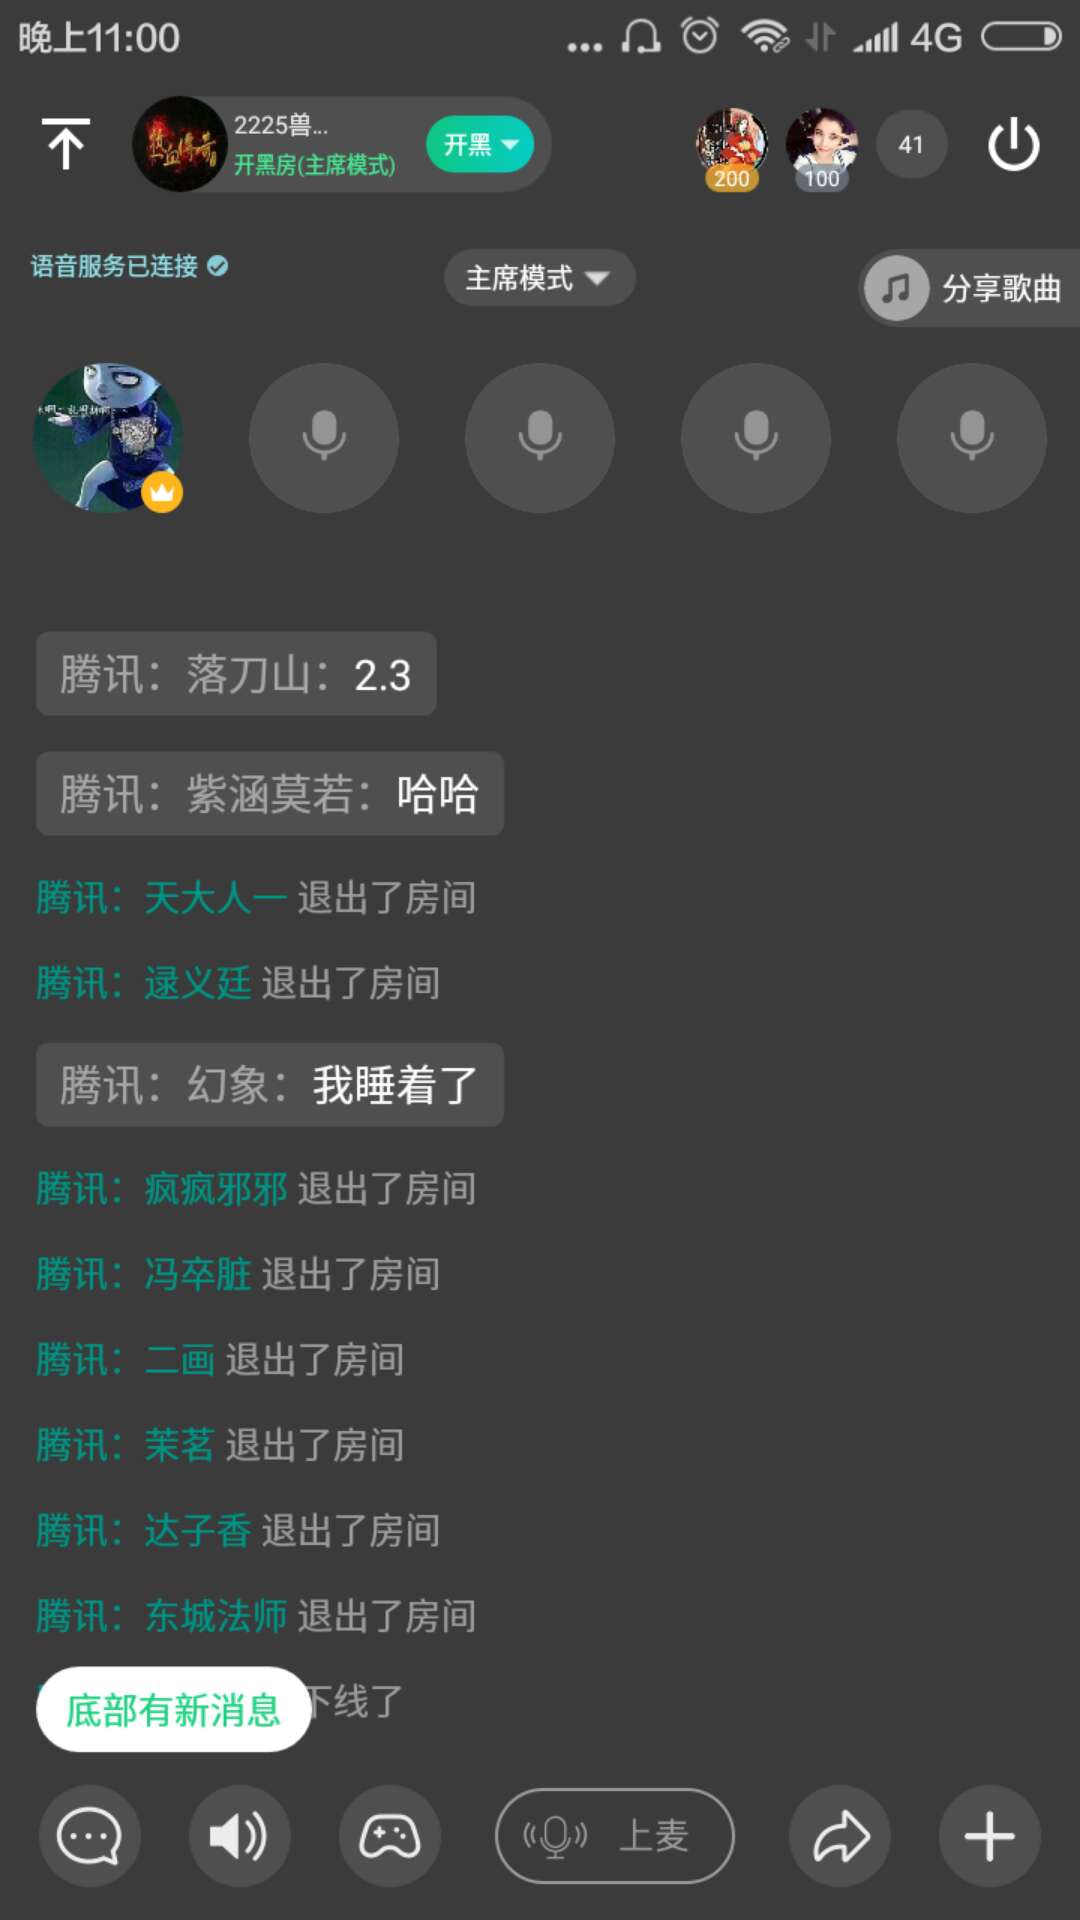 晚上11:00
4G
热血传奇
2225兽...
开黑房(主席模式)
开黑
200
100
41
语音服务已连接
主席模式
分享歌曲
腾讯：落刀山：2.3
腾讯：紫涵莫若：哈哈
腾讯：天大人一 退出了房间
腾讯：逯义廷 退出了房间
腾讯：幻象：我睡着了
腾讯：疯疯邪邪 退出了房间
腾讯：冯卒脏 退出了房间
腾讯：二画 退出了房间
腾讯：茉茗 退出了房间
腾讯：达子香 退出了房间
腾讯：东城法师 退出了房间
下线了
底部有新消息
上麦